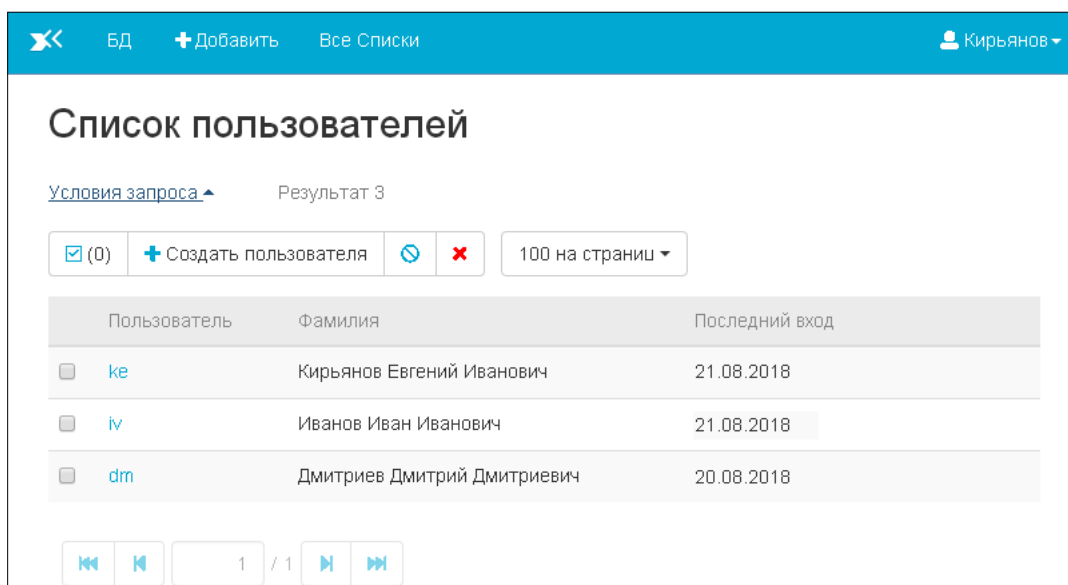 БД Добавить Все Списки Кирьянов
Список пользователей
Условия запроса Результат 3
(0) Создать пользователя 100 на страниц
Пользователь Фамилия Последний вход
ke Кирьянов Евгений Иванович 21.08.2018
iv Иванов Иван Иванович 21.08.2018
dm Дмитриев Дмитрий Дмитриевич 20.08.2018
1 / 1